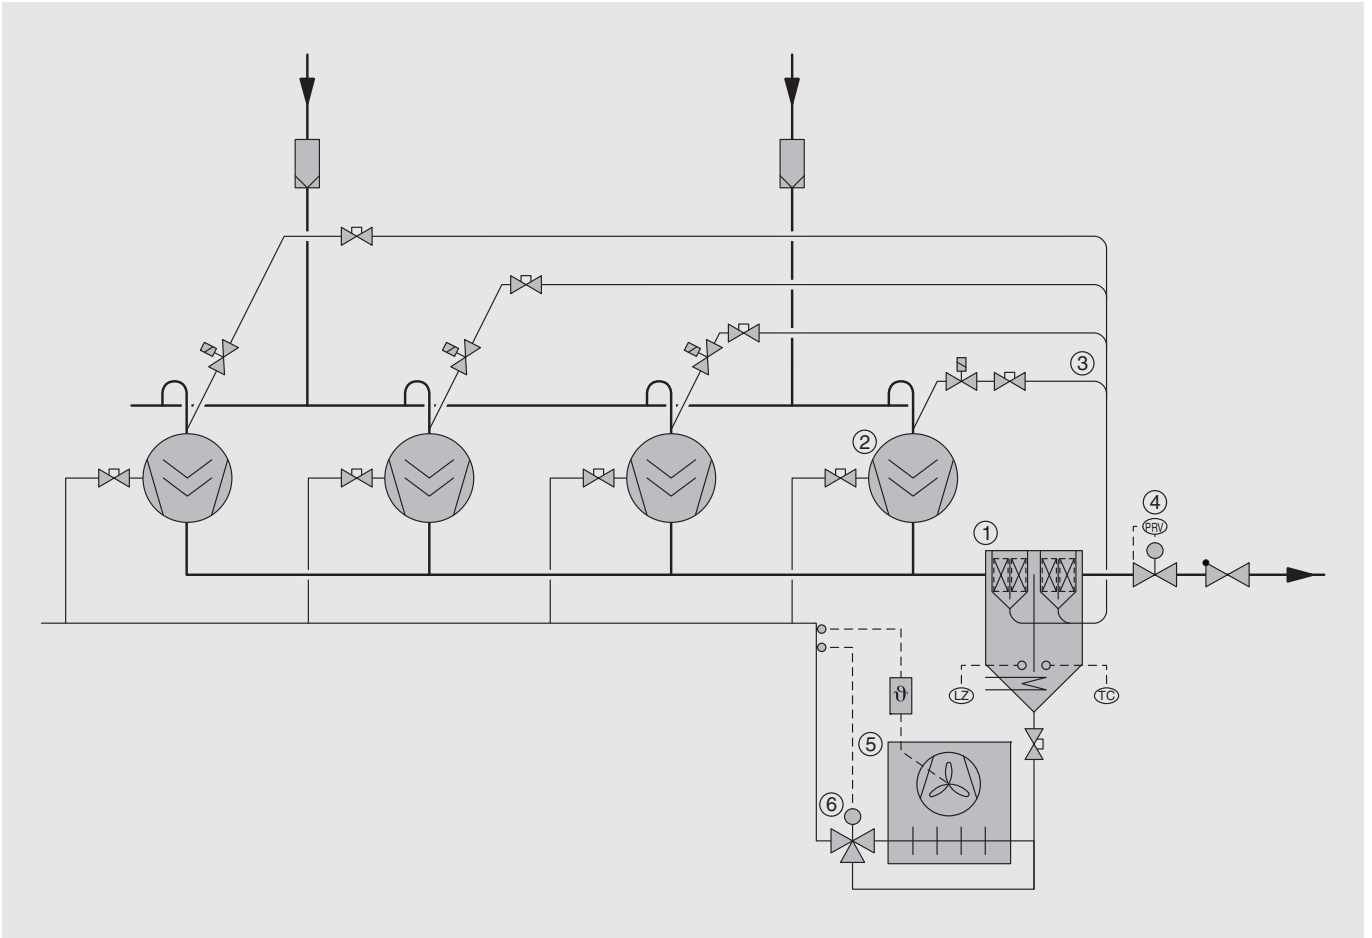 ③
②
④
①
PRV
LZ
TC
ϑ
⑤
⑥